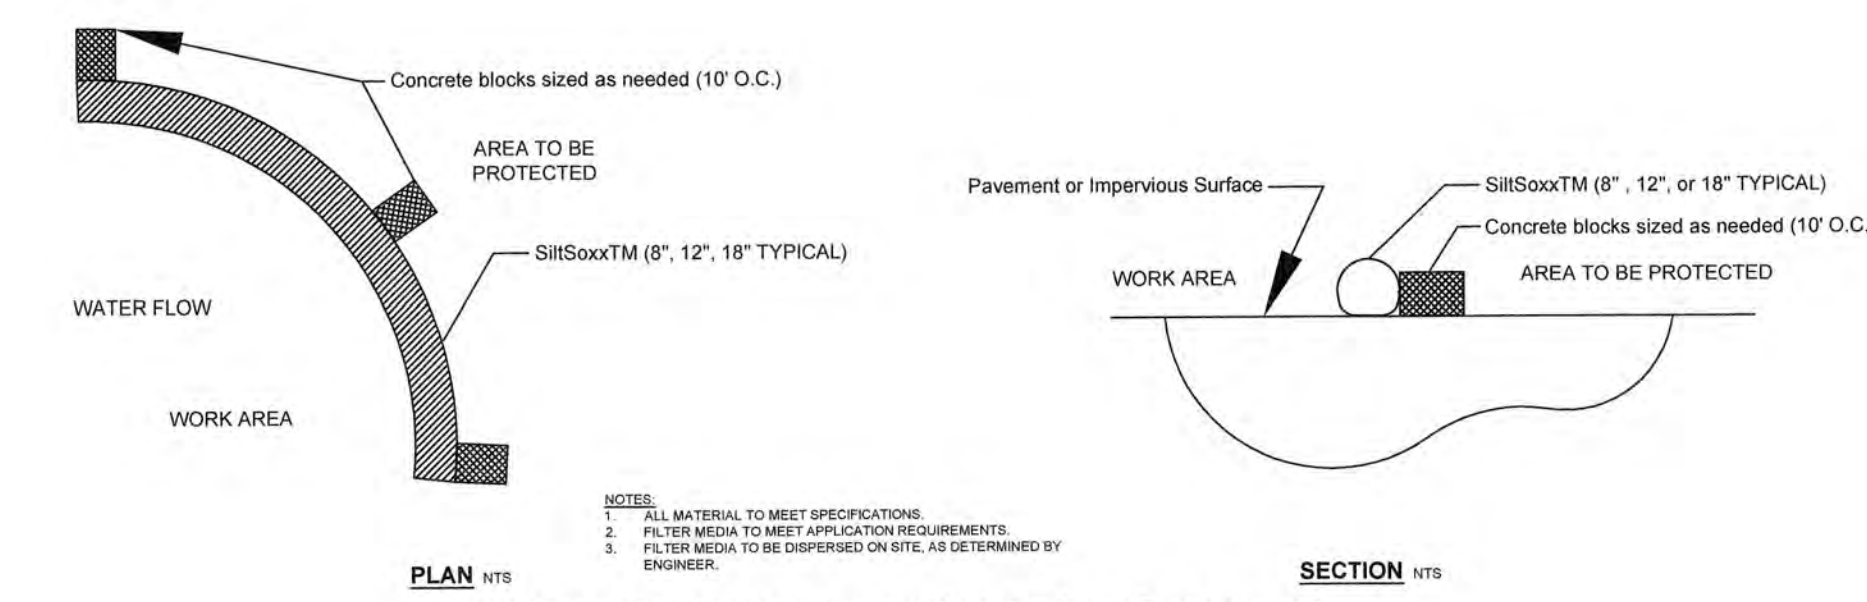 Concrete blocks sized as needed (10' O.C.)
AREA TO BE
PROTECTED
SiltSoxxTM (8", 12", 18" TYPICAL)
WATER FLOW
WORK AREA
NOTES:
1. ALL MATERIAL TO MEET SPECIFICATIONS.
2. FILTER MEDIA TO MEET APPLICATION REQUIREMENTS.
3. FILTER MEDIA TO BE DISPERSED ON SITE, AS DETERMINED BY
ENGINEER.
PLAN NTS
Pavement or Impervious Surface
SiltSoxxTM (8" , 12", or 18" TYPICAL)
Concrete blocks sized as needed (10' O.C.
WORK AREA
AREA TO BE PROTECTED
SECTION NTS